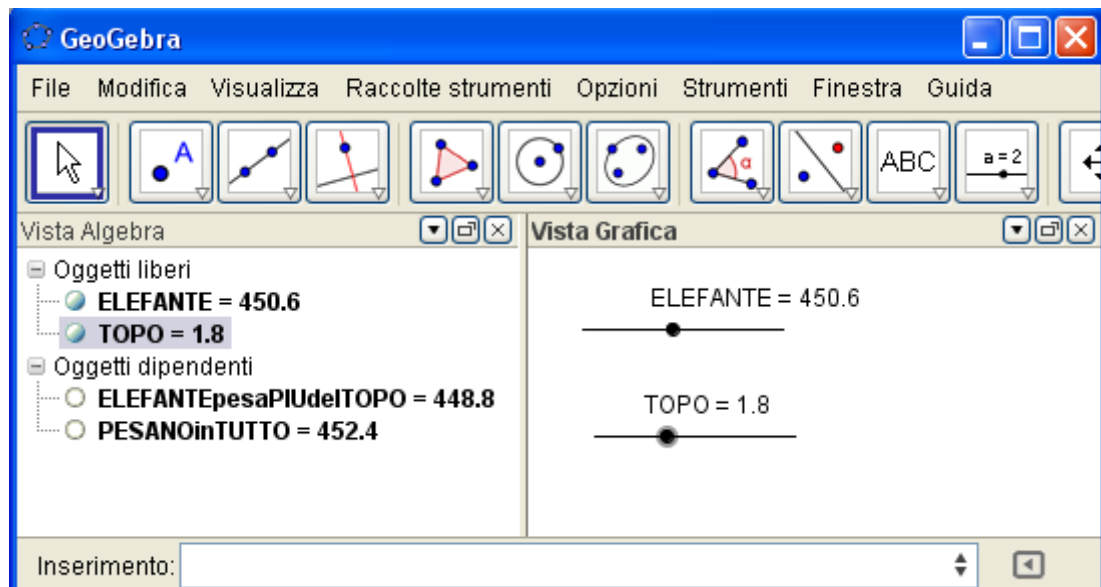 GeoGebra
File Modifica Visualizza Raccolte strumenti Opzioni Strumenti Finestra Guida
A
α
ABC
a = 2
Vista Algebra
Vista Grafica
Oggetti liberi
ELEFANTE = 450.6
TOPO = 1.8
Oggetti dipendenti
ELEFANTEpesaPIUdelTOPO = 448.8
PESANOinTUTTO = 452.4
ELEFANTE = 450.6
TOPO = 1.8
Inserimento: